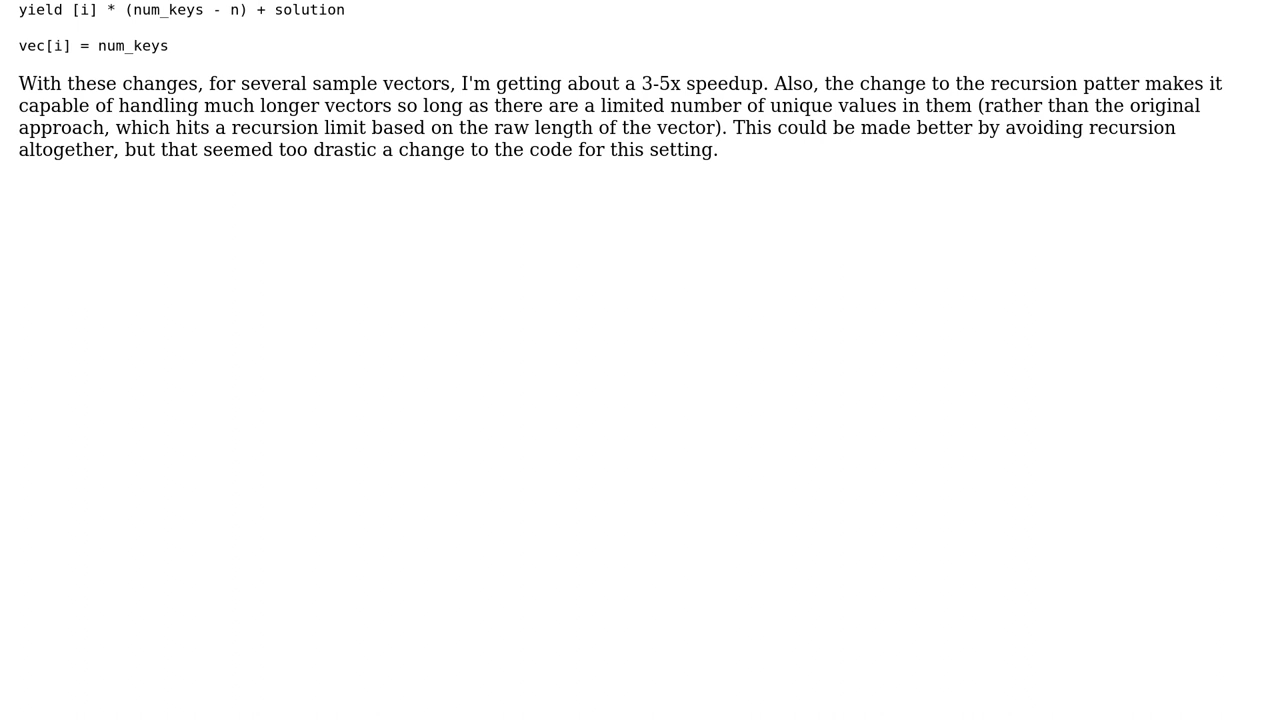 yield [i] * (num_keys - n) + solution
vec[i] = num_keys
With these changes, for several sample vectors, I'm getting about a 3-5x speedup. Also, the change to the recursion patter makes it
capable of handling much longer vectors so long as there are a limited number of unique values in them (rather than the original
approach, which hits a recursion limit based on the raw length of the vector). This could be made better by avoiding recursion
altogether, but that seemed too drastic a change to the code for this setting.